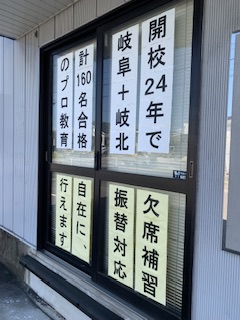 開校24年で
岐阜+岐北
計160名合格
のプロ教育
欠席補習
振替対応
自在に、
行えます